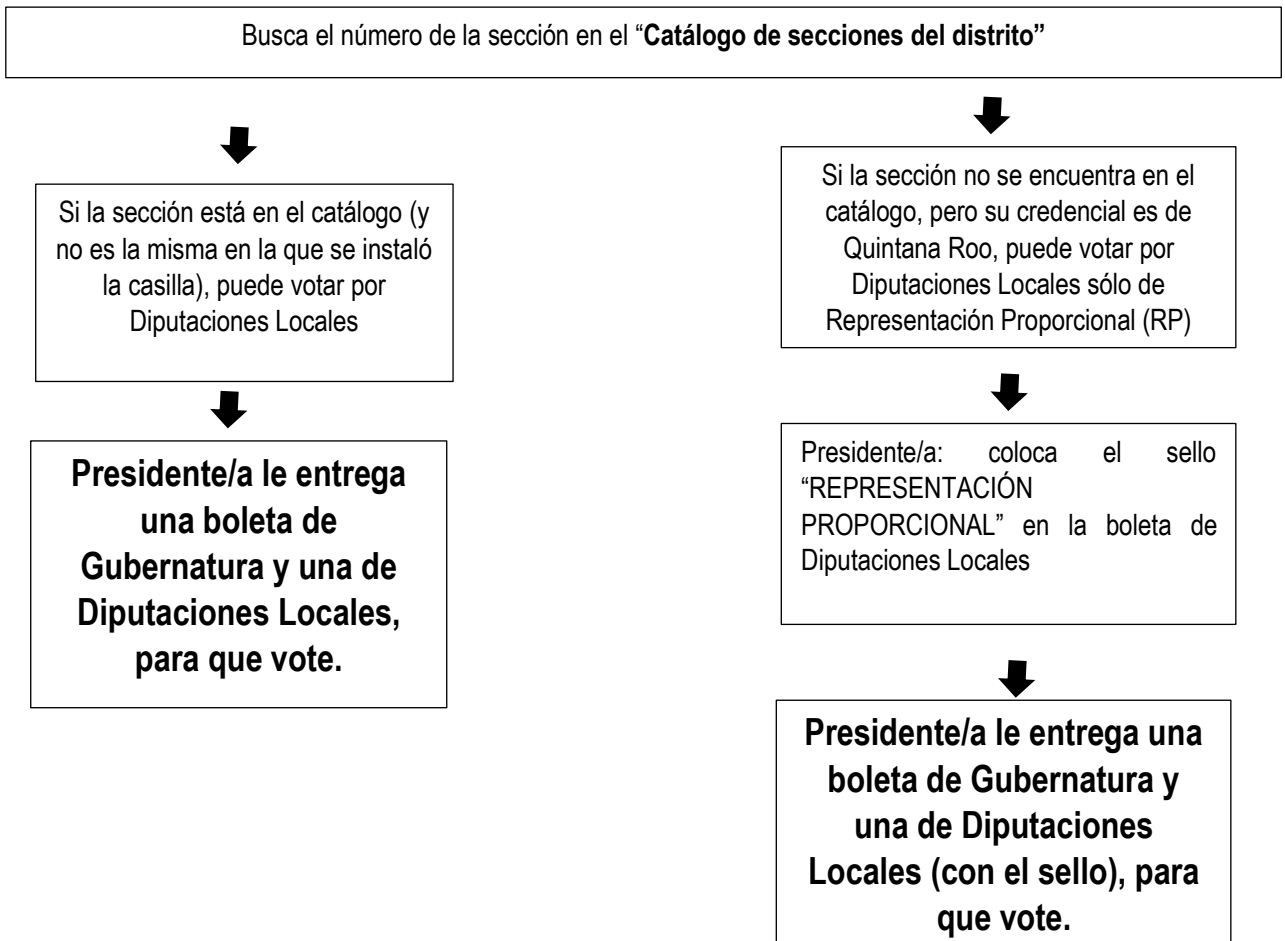 Busca el número de la sección en el “Catálogo de secciones del distrito”
Si la sección está en el catálogo (y
no es la misma en la que se instaló
la casilla), puede votar por
Diputaciones Locales
Presidente/a le entrega
una boleta de
Gubernatura y una de
Diputaciones Locales,
para que vote.
Si la sección no se encuentra en el
catálogo, pero su credencial es de
Quintana Roo, puede votar por
Diputaciones Locales sólo de
Representación Proporcional (RP)
Presidente/a: coloca el sello
“REPRESENTACIÓN
PROPORCIONAL” en la boleta de
Diputaciones Locales
Presidente/a le entrega una
boleta de Gubernatura y
una de Diputaciones
Locales (con el sello), para
que vote.